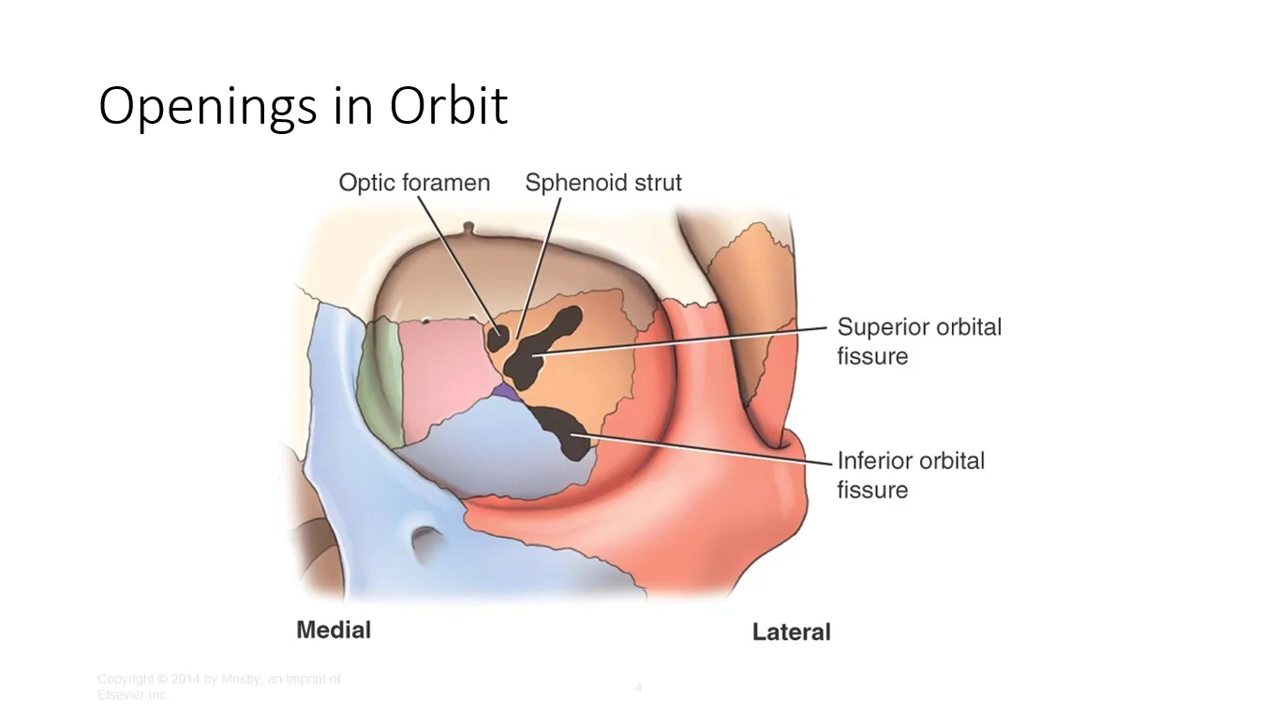 Openings in Orbit
Optic foramen
Sphenoid strut
Superior orbital
fissure
Inferior orbital
fissure
Medial
Lateral
Copyright © 2014 by Mosby, an imprint of
Elsevier Inc.
4